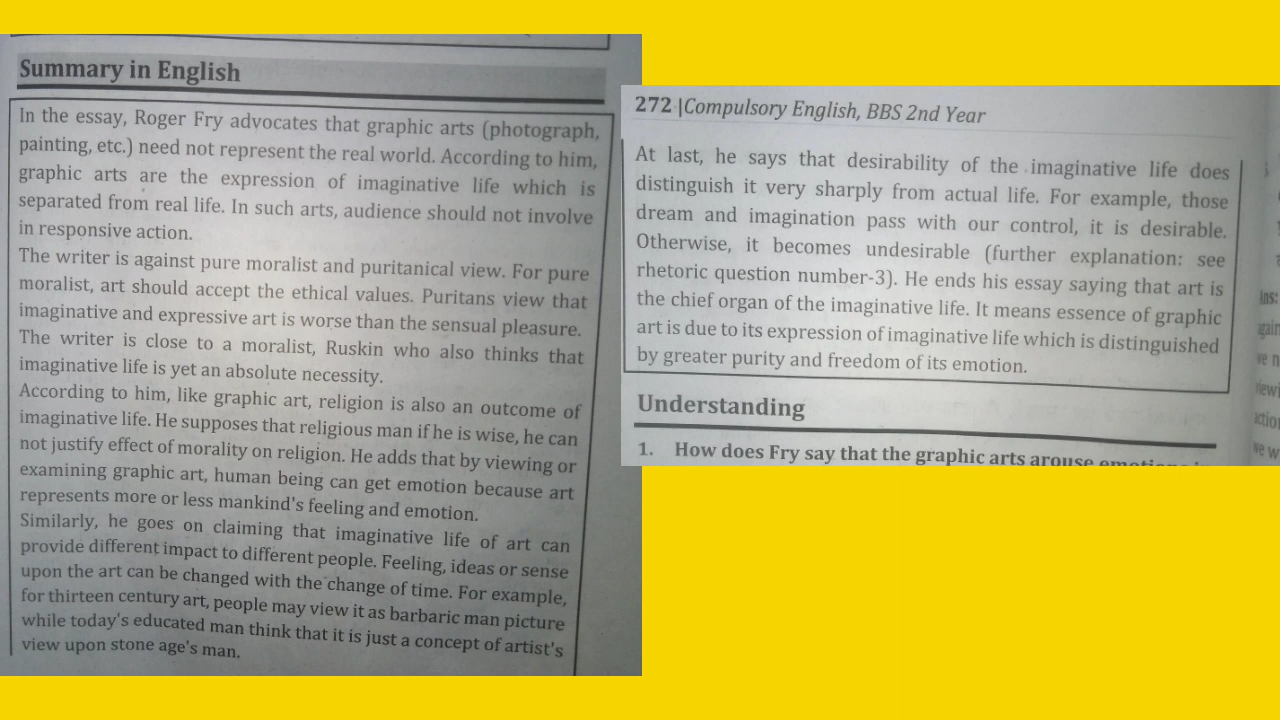 Summary in English
In the essay, Roger Fry advocates that graphic arts (photograph,
painting, etc.) need not represent the real world. According to him,
graphic arts are the expression of imaginative life which is
separated from real life. In such arts, audience should not involve
in responsive action.
The writer is against pure moralist and puritanical view. For pure
moralist, art should accept the ethical values. Puritans view that
imaginative and expressive art is worse than the sensual pleasure.
The writer is close to a moralist, Ruskin who also thinks that
imaginative life is yet an absolute necessity.
According to him, like graphic art, religion is also an outcome of
imaginative life. He supposes that religious man if he is wise, he can
not justify effect of morality on religion. He adds that by viewing or
examining graphic art, human being can get emotion because art
represents more or less mankind's feeling and emotion.
Similarly, he goes on claiming that imaginative life of art can
provide different impact to different people. Feeling, ideas or sense
upon the art can be changed with the change of time. For example,
for thirteen century art, people may view it as barbaric man picture
while today's educated man think that it is just a concept of artist's
view upon stone age's man.
272 |Compulsory English, BBS 2nd Year
At last, he says that desirability of the imaginative life does
distinguish it very sharply from actual life. For example, those
dream and imagination pass with our control, it is desirable.
Otherwise, it becomes undesirable (further explanation: see
rhetoric question number-3). He ends his essay saying that art is
the chief organ of the imaginative life. It means essence of graphic
art is due to its expression of imaginative life which is distinguished
by greater purity and freedom of its emotion.
Understanding
1. How does Fry say that the graphic arts arouse